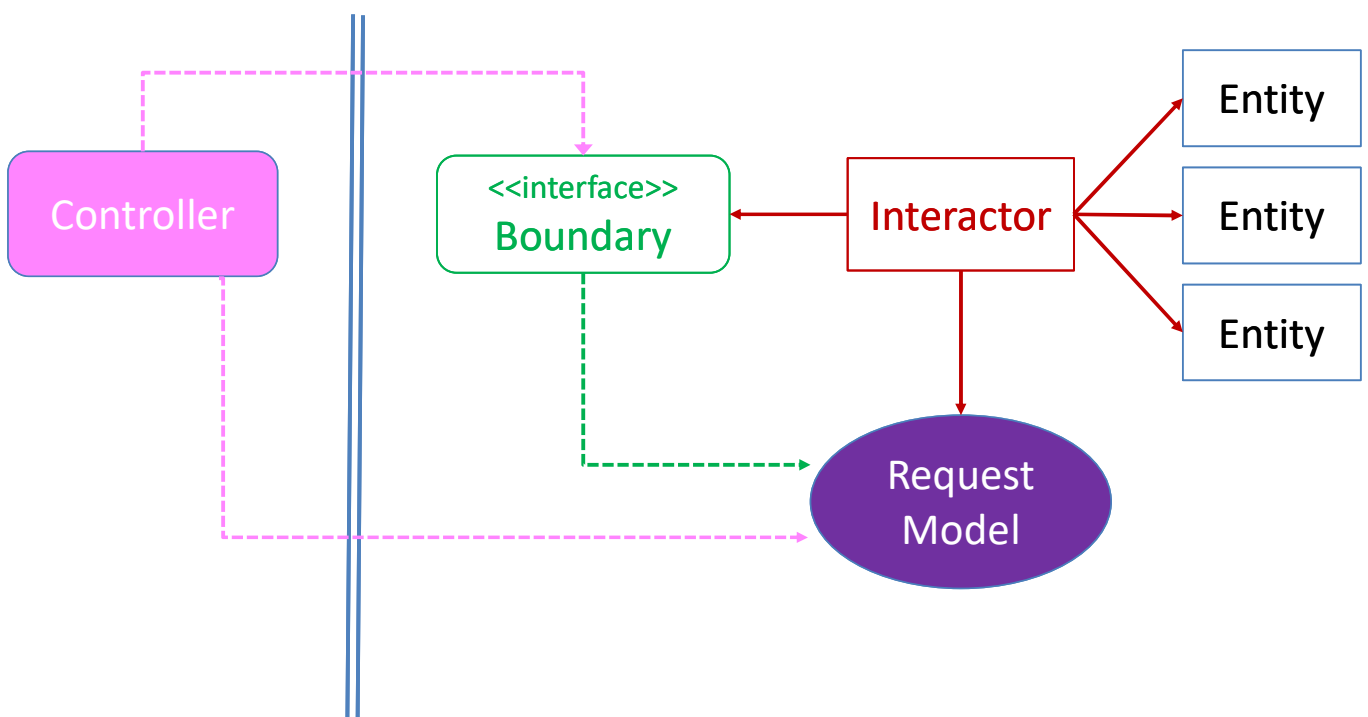 Controller
<<interface>>
Boundary
Interactor
Entity
Entity
Entity
Request
Model